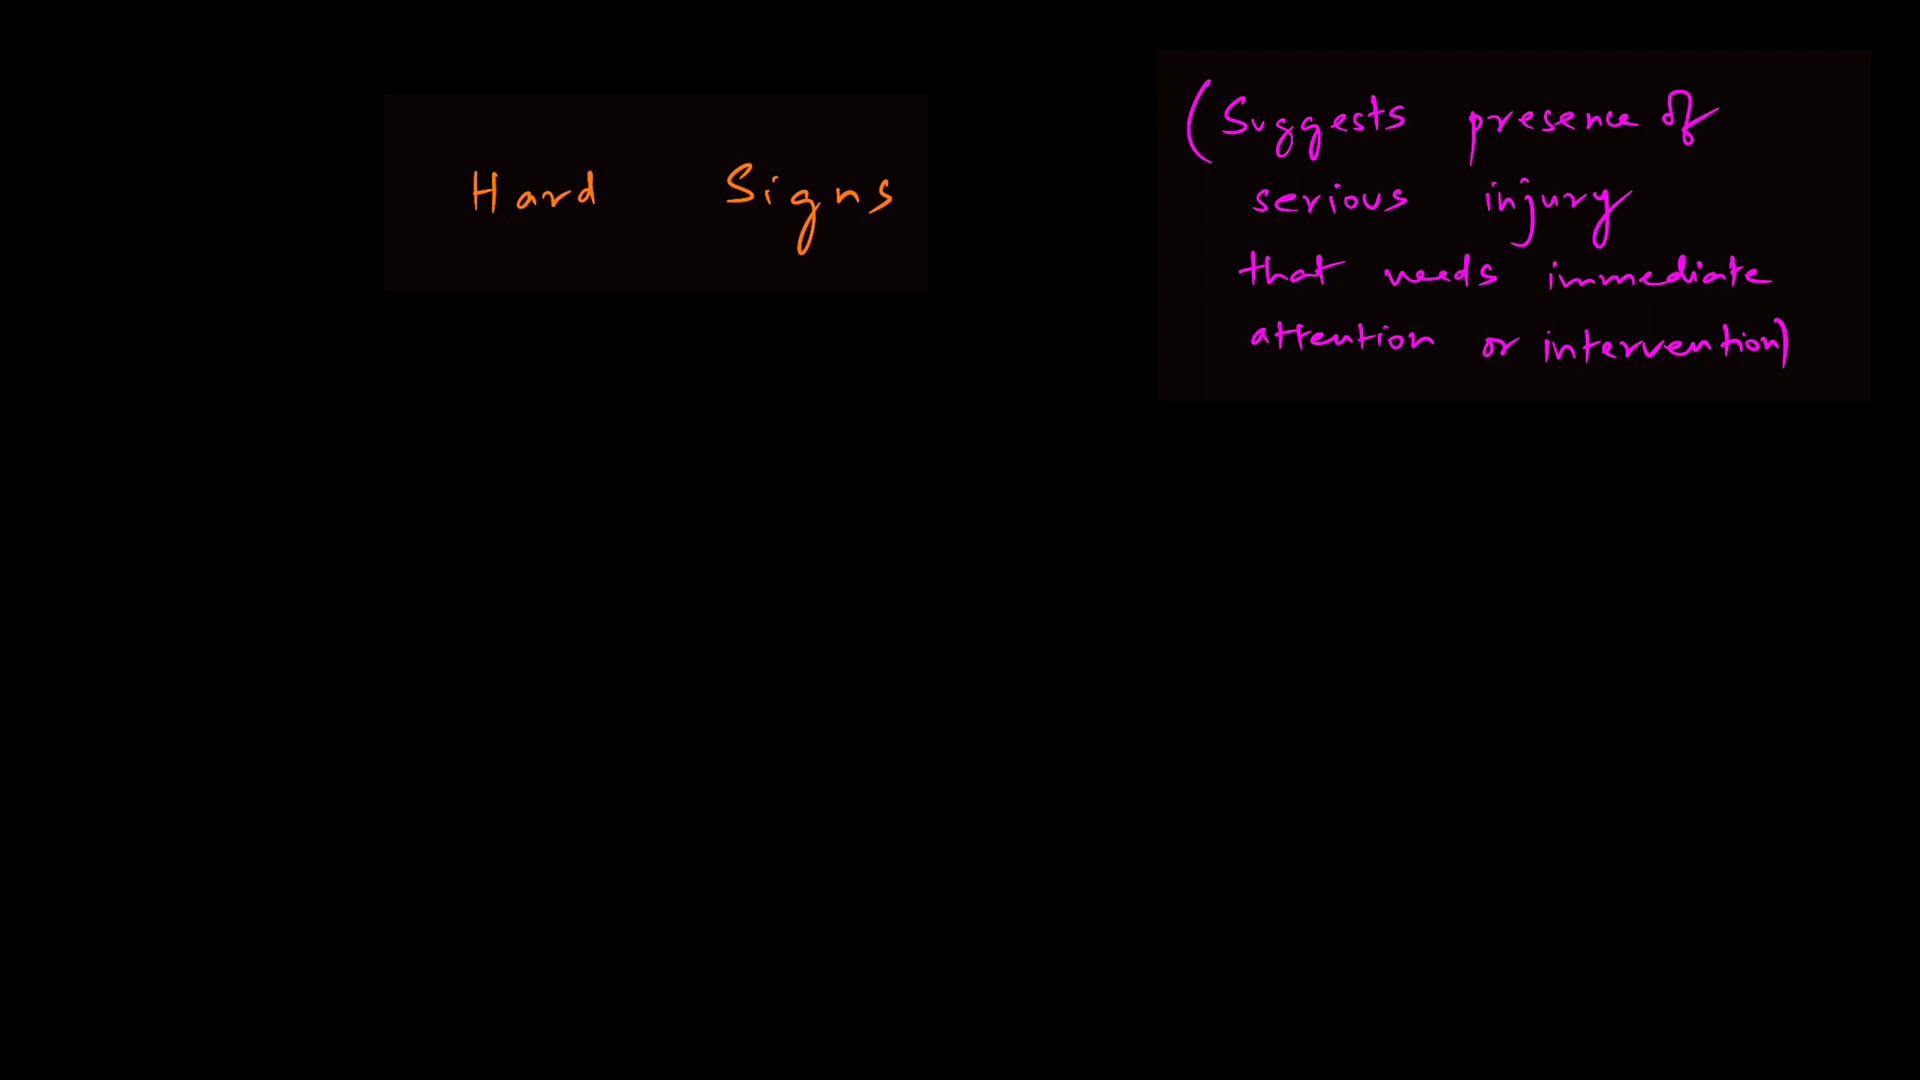 Hard Signs
(Suggests presence of
serious injury
that needs immediate
attention or intervention)